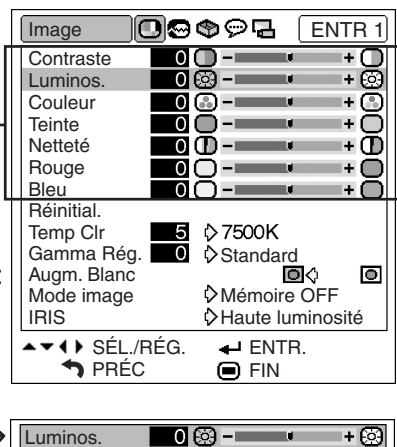 Image ENTR 1
Contraste 0 - +
Luminos. 0 - +
Couleur 0 - +
Teinte 0 - +
Netteté 0 - +
Rouge 0 - +
Bleu 0 - +
Réinitial.
Temp Clr 5 7500K
Gamma Rég. 0 Standard
Augm. Blanc
Mode image Mémoire OFF
IRIS Haute luminosité
SÉL./RÉG. ENTR.
PRÉC FIN
Luminos. 0 - +